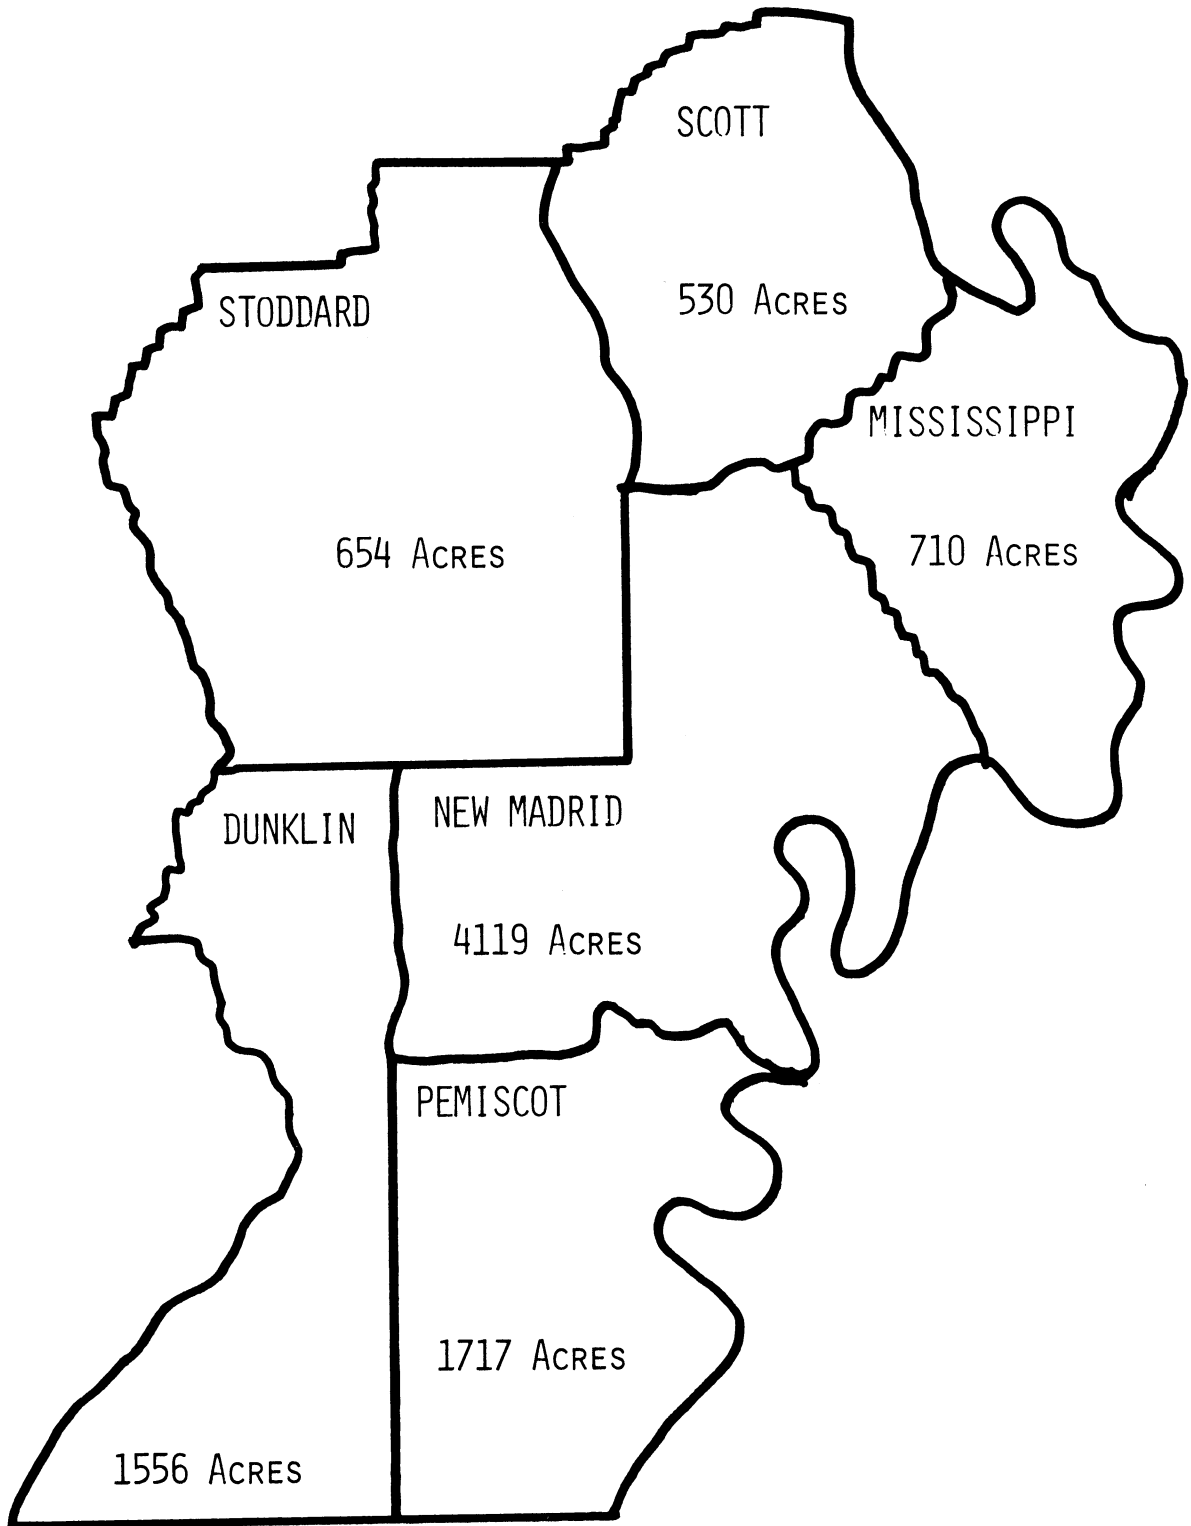 SCOTT
530 ACRES
STODDARD
654 ACRES
MISSISSIPPI
710 ACRES
DUNKLIN
1556 ACRES
NEW MADRID
4119 ACRES
PEMISCOT
1717 ACRES